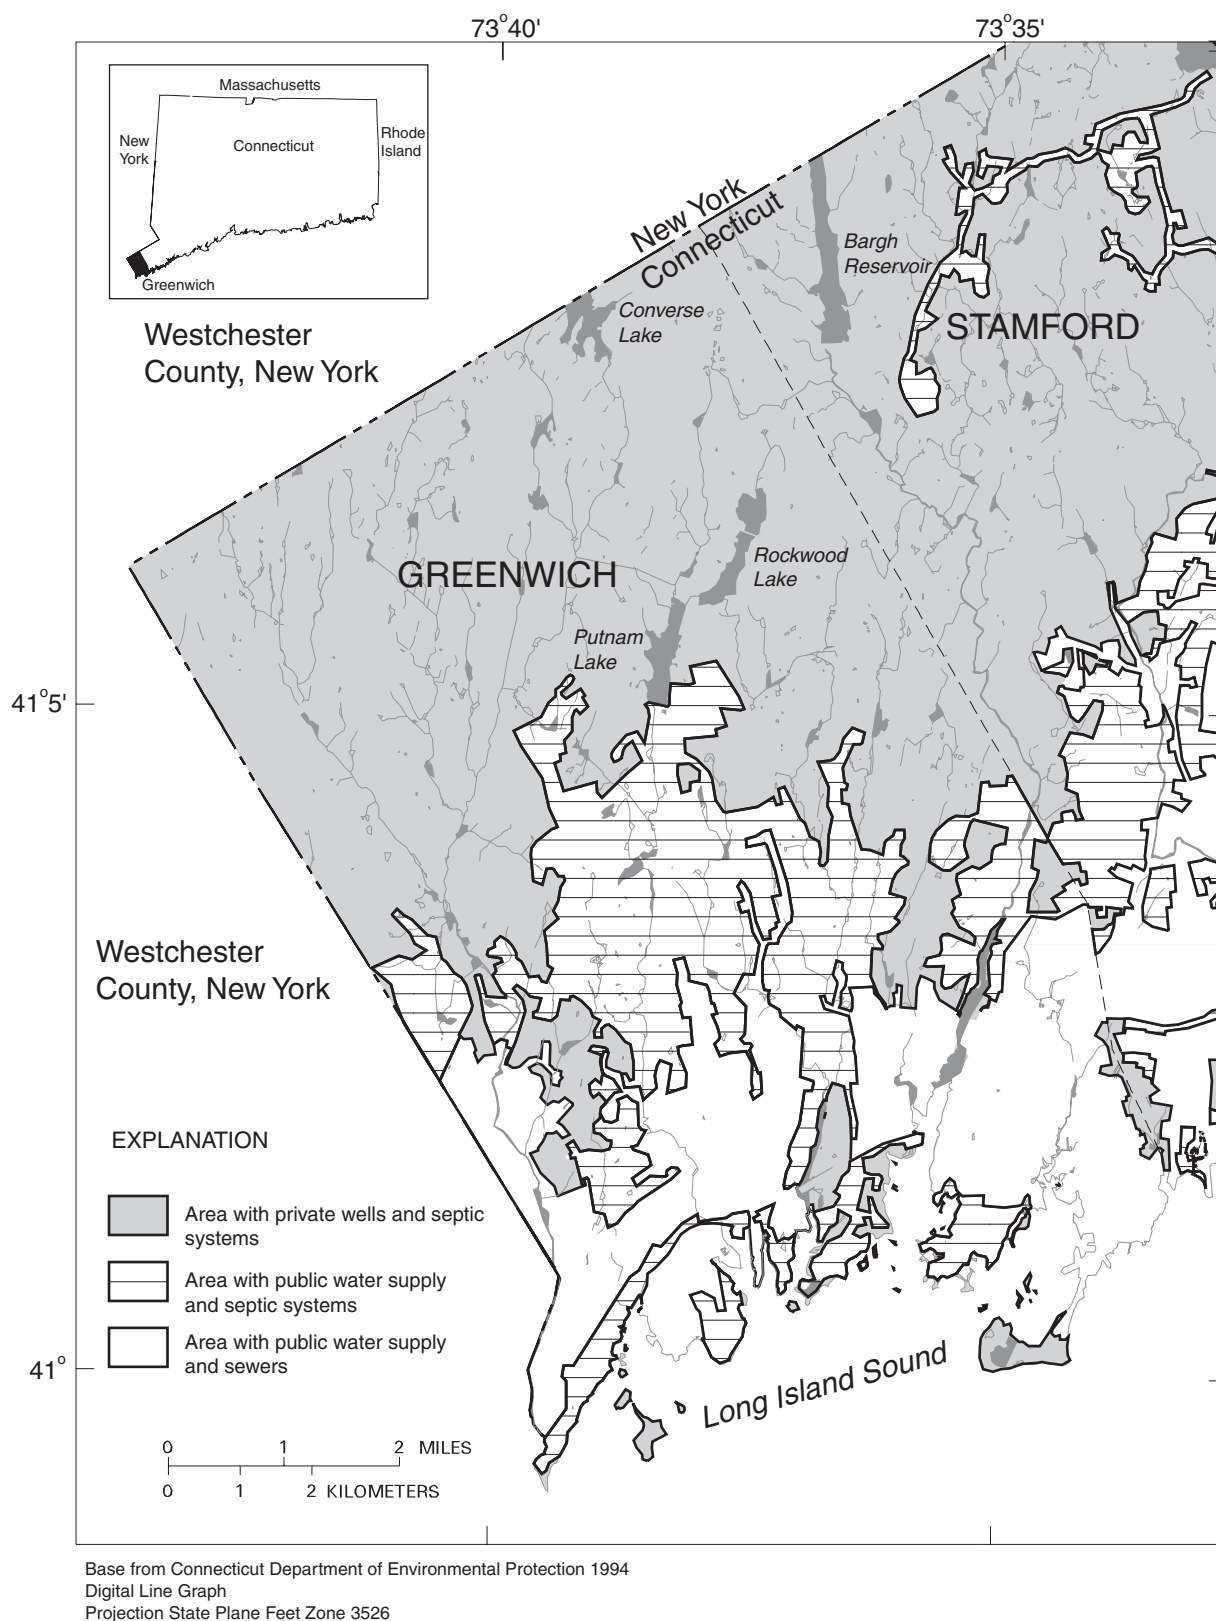 73°40'
73°35'
Massachusetts
New
York
Connecticut
Rhode
Island
Greenwich
New York
Connecticut
Bargh
Reservoir
Converse
Lake
STAMFORD
Westchester
County, New York
GREENWICH
Rockwood
Lake
Putnam
Lake
41°5'
Westchester
County, New York
EXPLANATION
Area with private wells and septic
systems
Area with public water supply
and septic systems
Area with public water supply
and sewers
41°
Long Island Sound
0 1 2 MILES
0 1 2 KILOMETERS
Base from Connecticut Department of Environmental Protection 1994
Digital Line Graph
Projection State Plane Feet Zone 3526